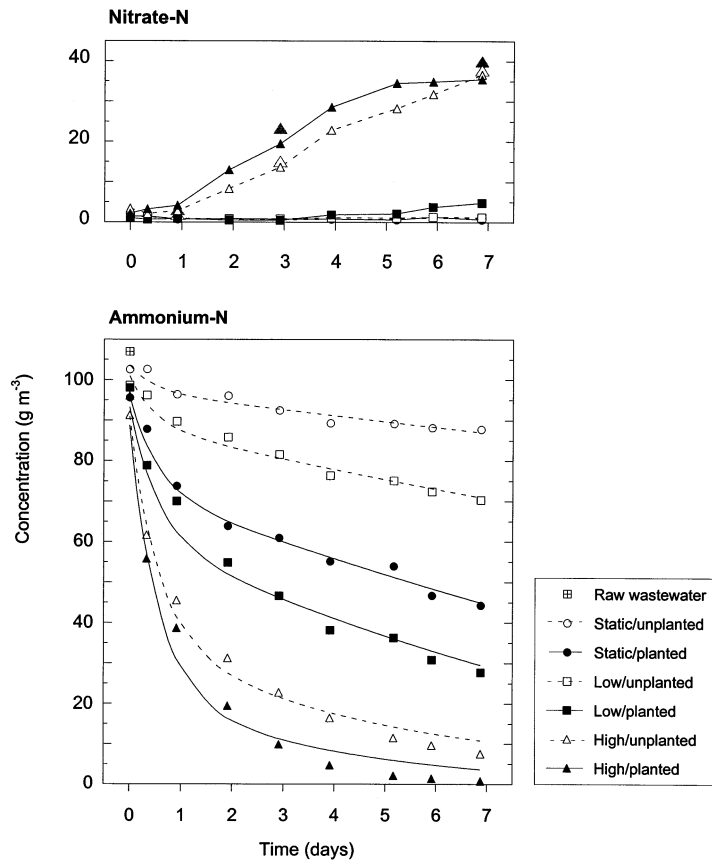 Nitrate-N
40
20
0
0 1 2 3 4 5 6 7
Ammonium-N
100
80
60
40
20
0
0 1 2 3 4 5 6 7
Concentration (g m-3)
Time (days)
Raw wastewater
Static/unplanted
Static/planted
Low/unplanted
Low/planted
High/unplanted
High/planted